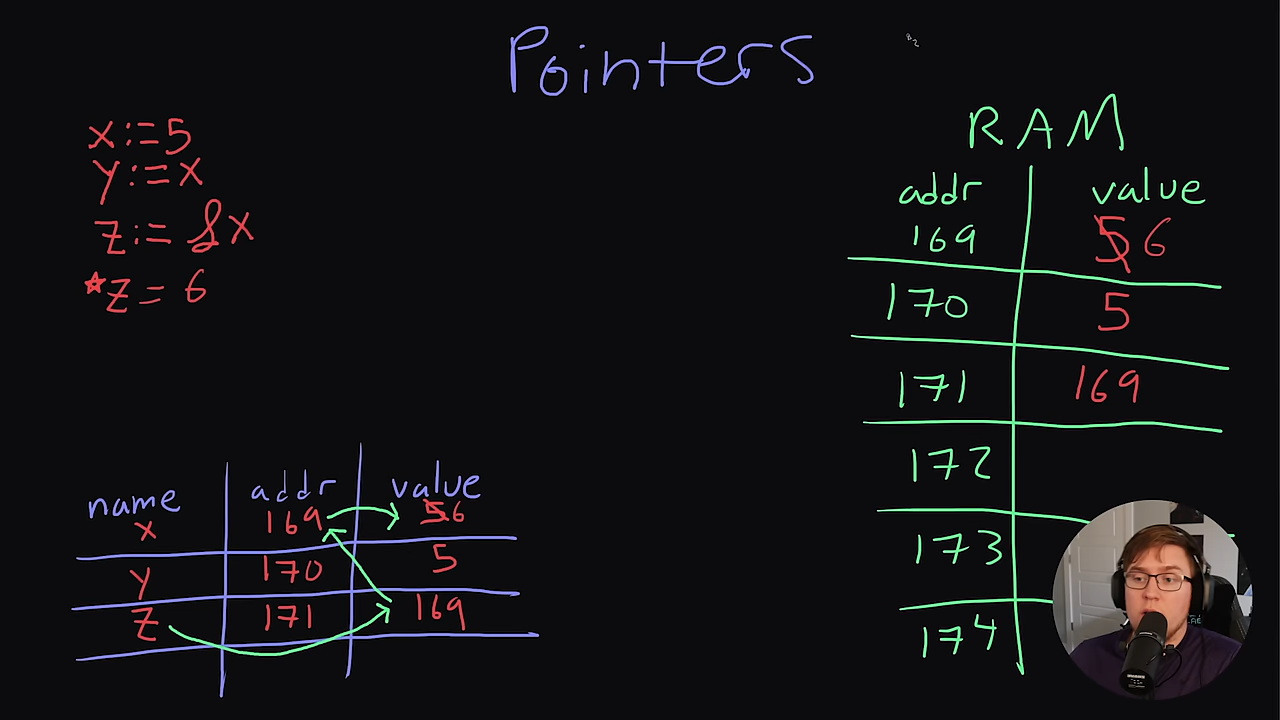 Pointers
x:=5
y:=x
z:= &x
*z = 6
RAM
addr value
169 5 6
170 5
171 169
172
173
174
name addr value
x 169 5 6
y 170 5
z 171 169